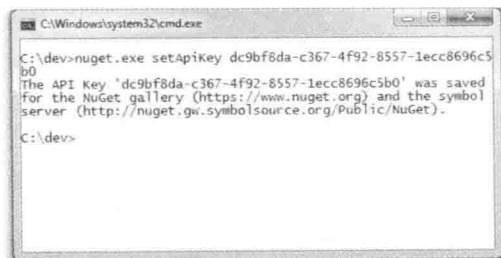 C:\Windows\system32\cmd.exe
C:\dev>nuget.exe setApiKey dc9bf8da-c367-4f92-8557-1ecc8696c5
b0
The API Key 'dc9bf8da-c367-4f92-8557-1ecc8696c5b0' was saved
for the NuGet gallery (https://www.nuget.org) and the symbol
server (http://nuget.gw.symbolsource.org/Public/NuGet).
C:\dev>